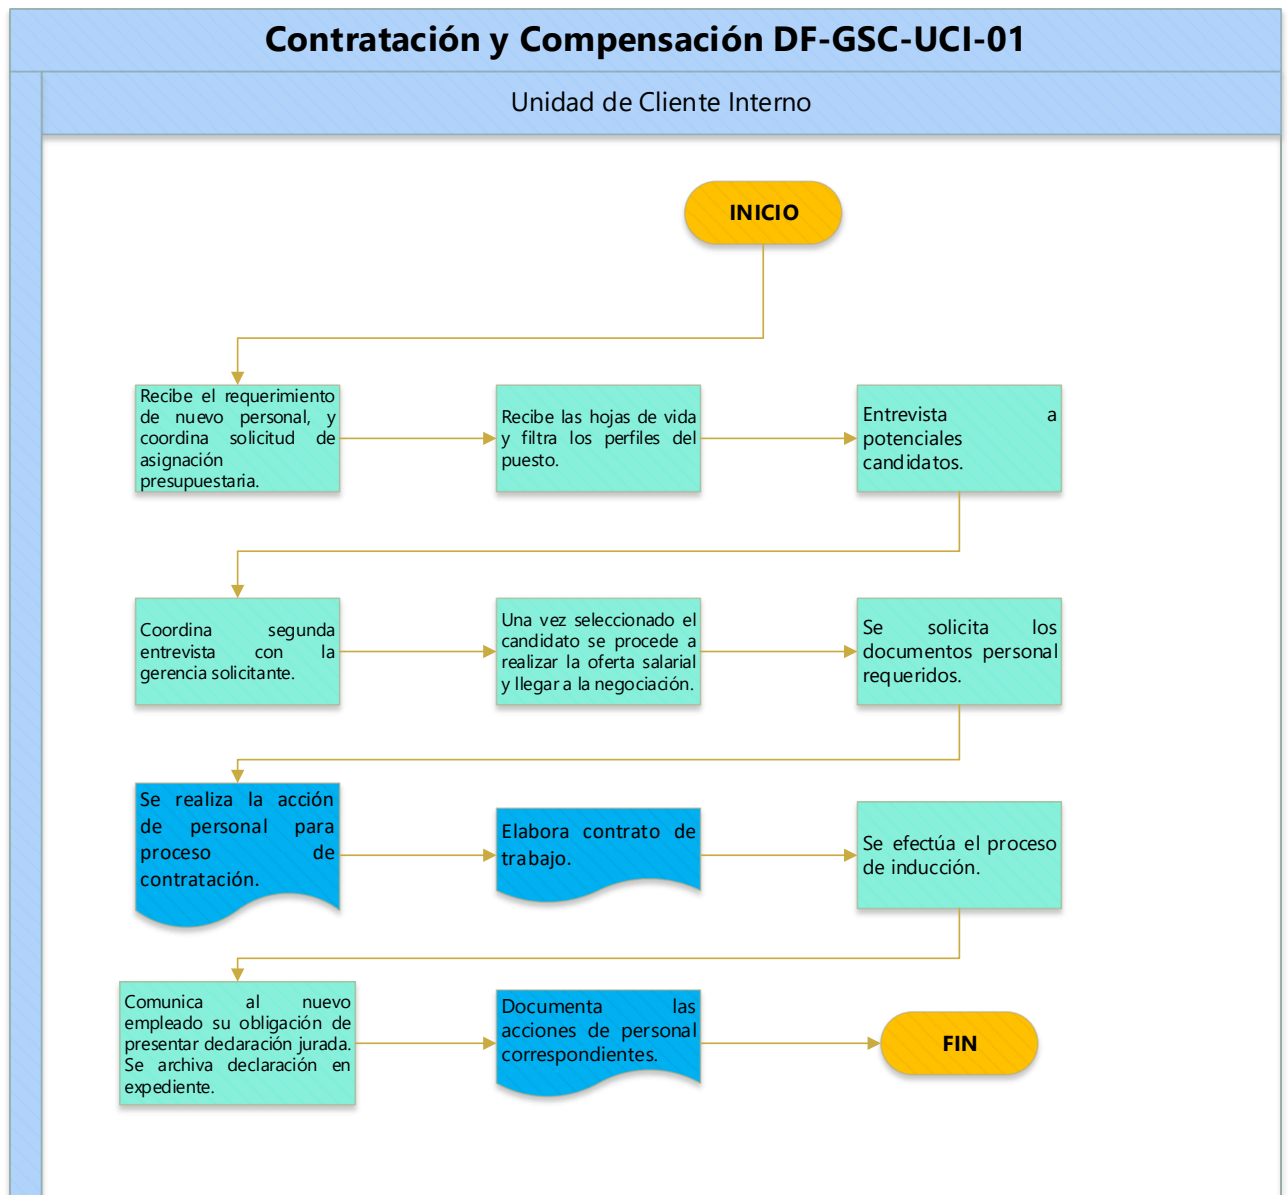 Contratación y Compensación DF-GSC-UCI-01
Unidad de Cliente Interno
INICIO
Recibe el requerimiento
de nuevo personal, y
coordina solicitud de
asignación
presupuestaria.
Recibe las hojas de vida
y filtra los perfiles del
puesto.
Entrevista a
potenciales
candidatos.
Coordina segunda
entrevista con la
gerencia solicitante.
Una vez seleccionado el
candidato se procede a
realizar la oferta salarial
y llegar a la negociación.
Se solicita los
documentos personal
requeridos.
Se realiza la acción
de personal para
proceso de
contratación.
Elabora contrato de
trabajo.
Se efectúa el proceso
de inducción.
Comunica al nuevo
empleado su obligación de
presentar declaración jurada.
Se archiva declaración en
expediente.
Documenta las
acciones de personal
correspondientes.
FIN